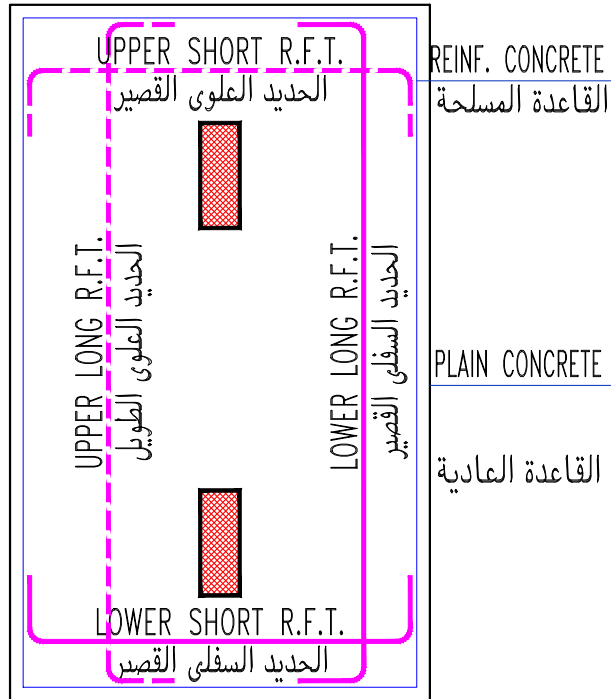 UPPER SHORT R.F.T.
الحديد العلوى القصير
REINF. CONCRETE
القاعدة المسلحة
UPPER LONG R.F.T.
الحديد العلوى الطويل
LOWER LONG R.F.T.
الحديد السفلى القصير
PLAIN CONCRETE
القاعدة العادية
LOWER SHORT R.F.T.
الحديد السفلى القصير